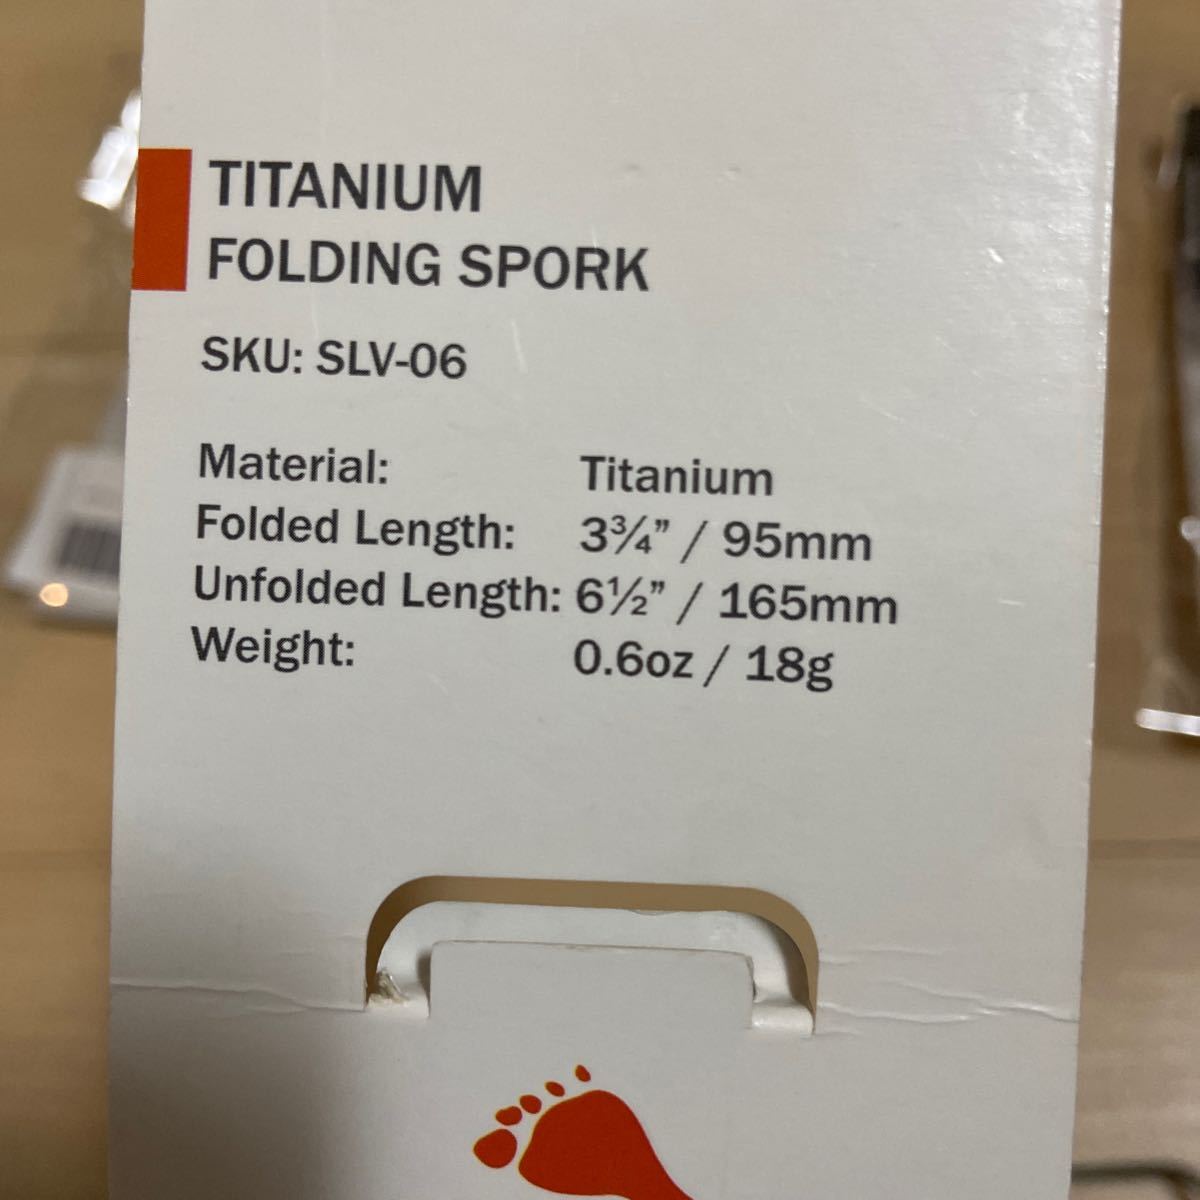 TITANIUM
FOLDING SPORK
SKU: SLV-06
Material: Titanium
Folded Length: 3¾” / 95mm
Unfolded Length: 6½” / 165mm
Weight: 0.6oz / 18g